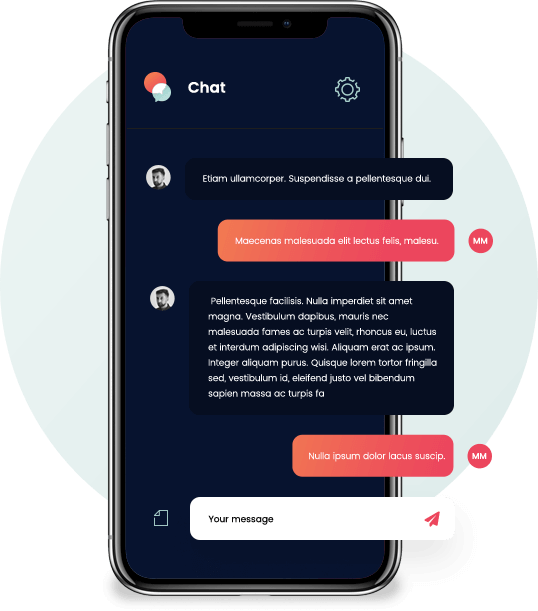 Chat
Etiam ullamcorper. Suspendisse a pellentesque dui.
Maecenas malesuada elit lectus felis, malesu.
MM
Pellentesque facilisis. Nulla imperdiet sit amet
magna. Vestibulum dapibus, mauris nec
malesuada fames ac turpis velit, rhoncus eu, luctus
et interdum adipiscing wisi. Aliquam erat ac ipsum.
Integer aliquam purus. Quisque lorem tortor fringilla
sed, vestibulum id, eleifend justo vel bibendum
sapien massa ac turpis fa
Nulla ipsum dolor lacus suscip.
MM
Your message